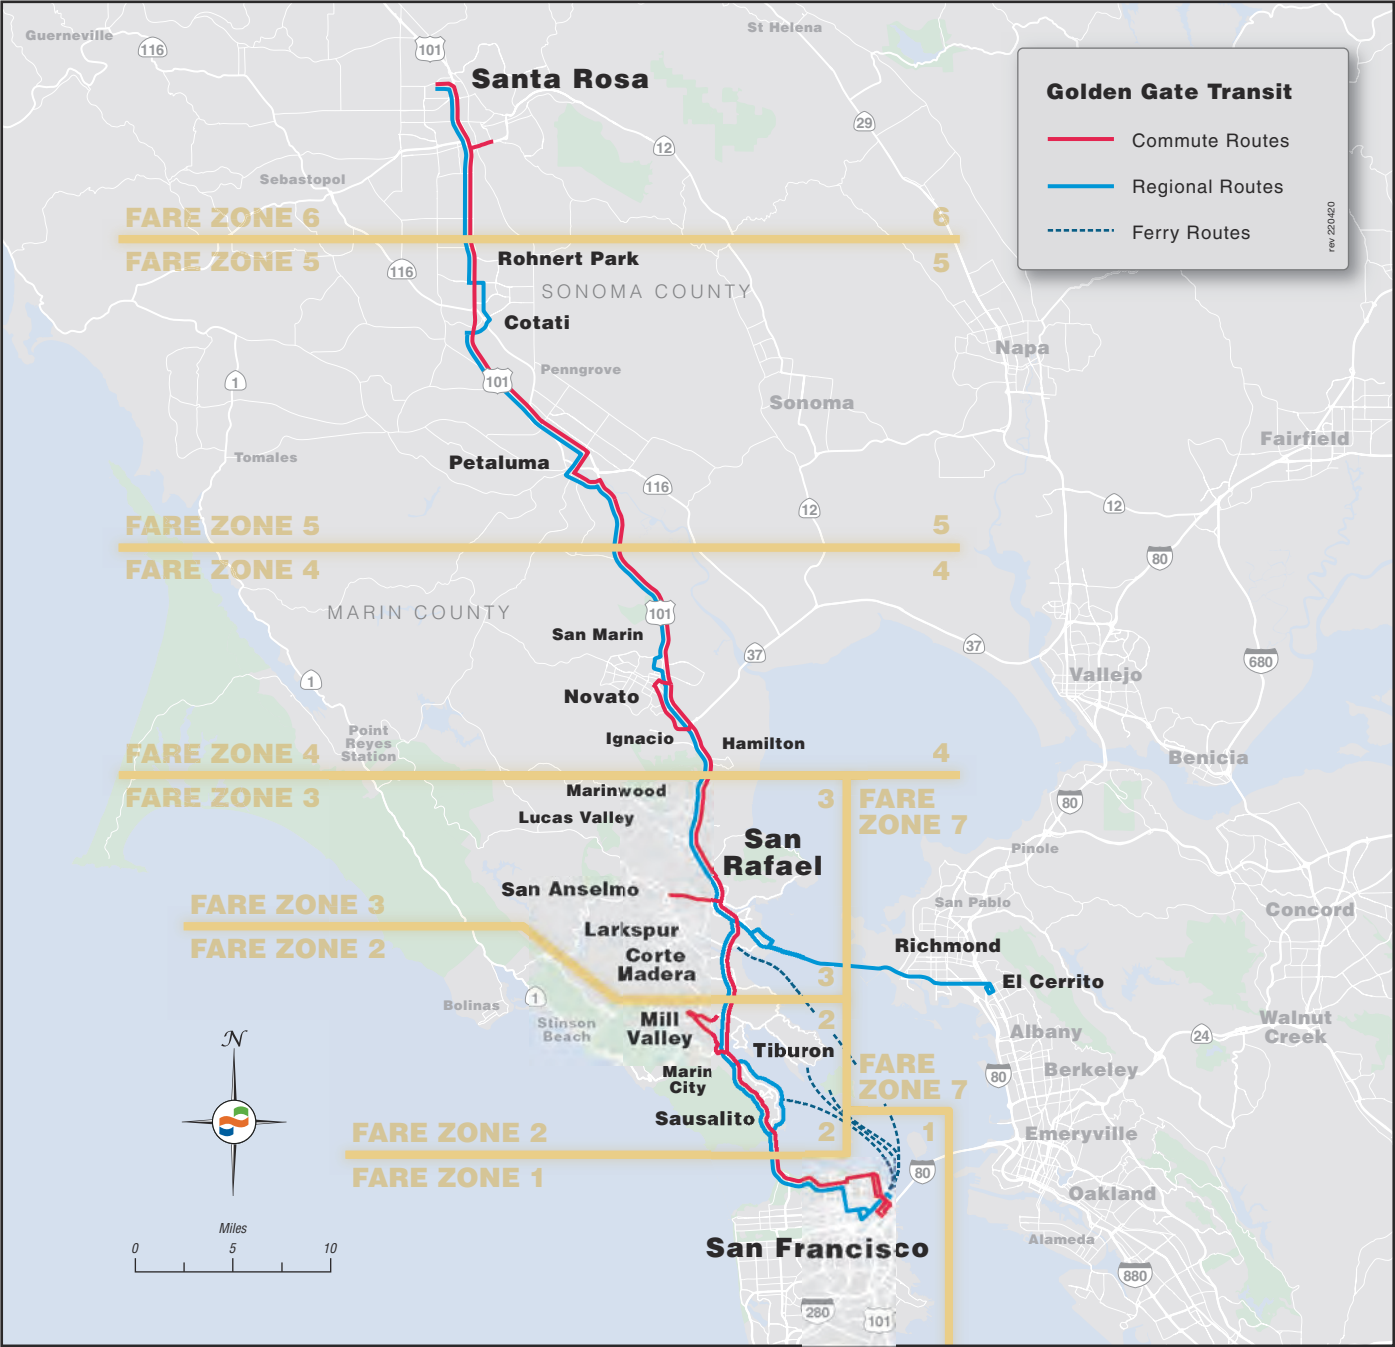 Guerneville
116
101
St Helena
Santa Rosa
Golden Gate Transit
Commute Routes
Regional Routes
Ferry Routes
rev 220420
29
12
Sebastopol
FARE ZONE 6
6
FARE ZONE 5
5
116
Rohnert Park
SONOMA COUNTY
Cotati
Napa
1
101
Penngrove
Sonoma
Fairfield
Tomales
Petaluma
116
12
12
FARE ZONE 5
5
80
FARE ZONE 4
4
MARIN COUNTY
101
San Marin
37
37
680
1
Vallejo
Novato
Point
Reyes
Station
Ignacio
Hamilton
FARE ZONE 4
4
Benicia
FARE ZONE 3
Marinwood
3
FARE
ZONE 7
80
Lucas Valley
San
Rafael
Pinole
San Anselmo
FARE ZONE 3
San Pablo
Concord
FARE ZONE 2
Larkspur
Richmond
Corte
Madera
3
El Cerrito
Bolinas
1
Stinson
Beach
Mill
Valley
2
Albany
24
Walnut
Creek
N
Tiburon
FARE
ZONE 7
80
Berkeley
Marin
City
Sausalito
FARE ZONE 2
2
1
Emeryville
FARE ZONE 1
80
Oakland
Miles
0
5
10
San Francisco
Alameda
880
280
101